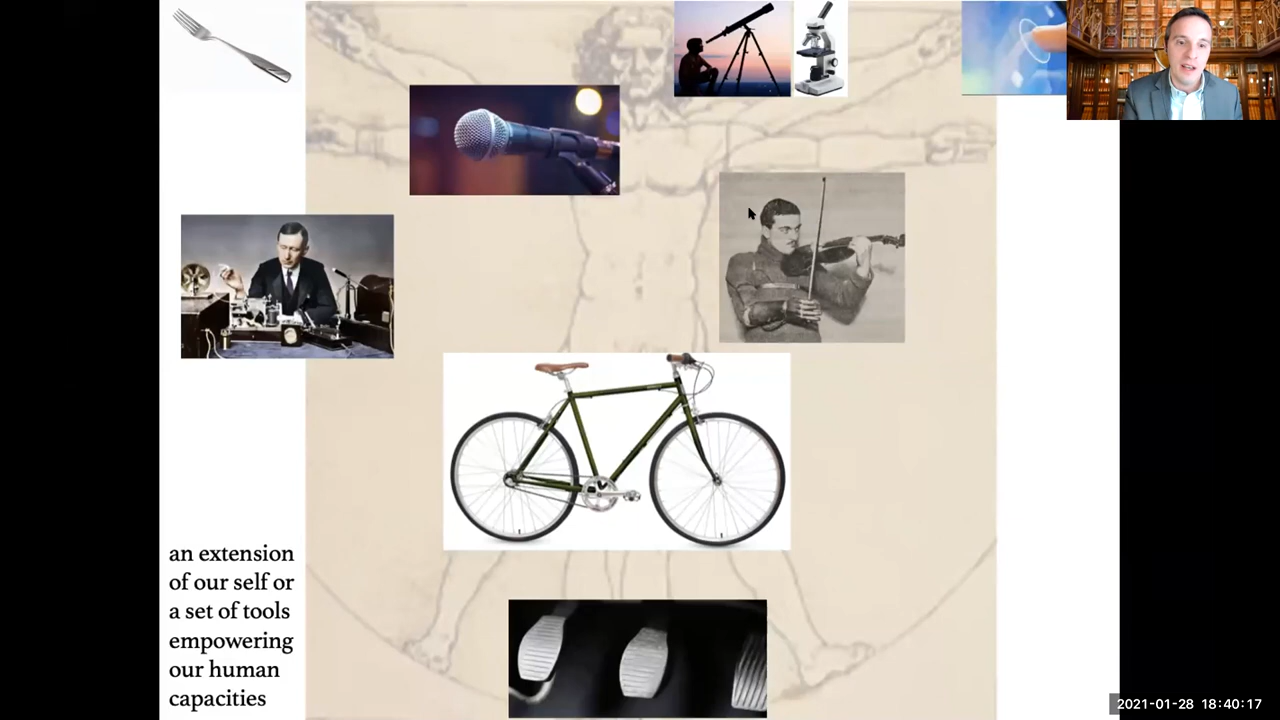 an extension
of our self or
a set of tools
empowering
our human
capacities
2021-01-28 18:40:17